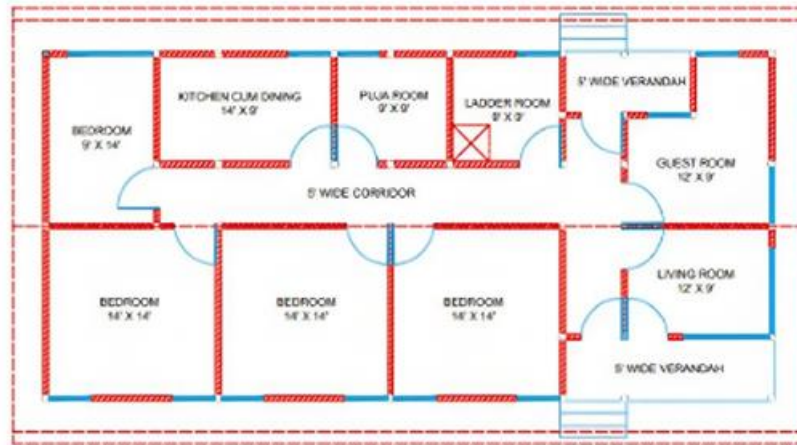 KITCHEN CUM DINING
14' X 9'
PUJA ROOM
9' X 9'
LADDER ROOM
9' X 9'
5' WIDE VERANDAH
BEDROOM
9' X 14'
GUEST ROOM
12' X 9'
5' WIDE CORRIDOR
BEDROOM
14' X 14'
BEDROOM
14' X 14'
BEDROOM
14' X 14'
LIVING ROOM
12' X 9'
5' WIDE VERANDAH